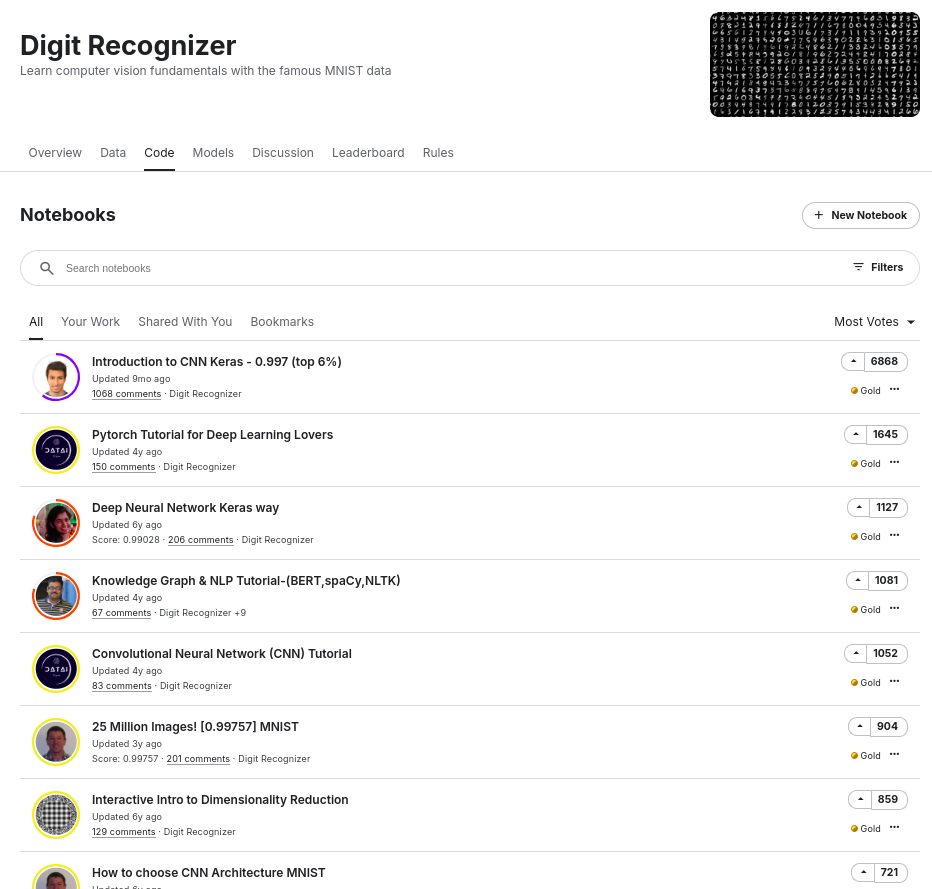 Digit Recognizer
Learn computer vision fundamentals with the famous MNIST data
Overview Data Code Models Discussion Leaderboard Rules
Notebooks
New Notebook
Search notebooks
Filters
All Your Work Shared With You Bookmarks
Most Votes
Introduction to CNN Keras - 0.997 (top 6%)
6868
Updated 9mo ago
1068 comments · Digit Recognizer
Gold
Pytorch Tutorial for Deep Learning Lovers
1645
Updated 4y ago
150 comments · Digit Recognizer
Gold
DATAI
Deep Neural Network Keras way
1127
Updated 6y ago
Score: 0.99028 · 206 comments · Digit Recognizer
Gold
Knowledge Graph & NLP Tutorial-(BERT,spaCy,NLTK)
1081
Updated 4y ago
67 comments · Digit Recognizer +9
Gold
Convolutional Neural Network (CNN) Tutorial
1052
Updated 4y ago
83 comments · Digit Recognizer
Gold
DATAI
25 Million Images! [0.99757] MNIST
904
Updated 3y ago
Score: 0.99757 · 201 comments · Digit Recognizer
Gold
Interactive Intro to Dimensionality Reduction
859
Updated 6y ago
129 comments · Digit Recognizer
Gold
How to choose CNN Architecture MNIST
721
Updated 6y ago